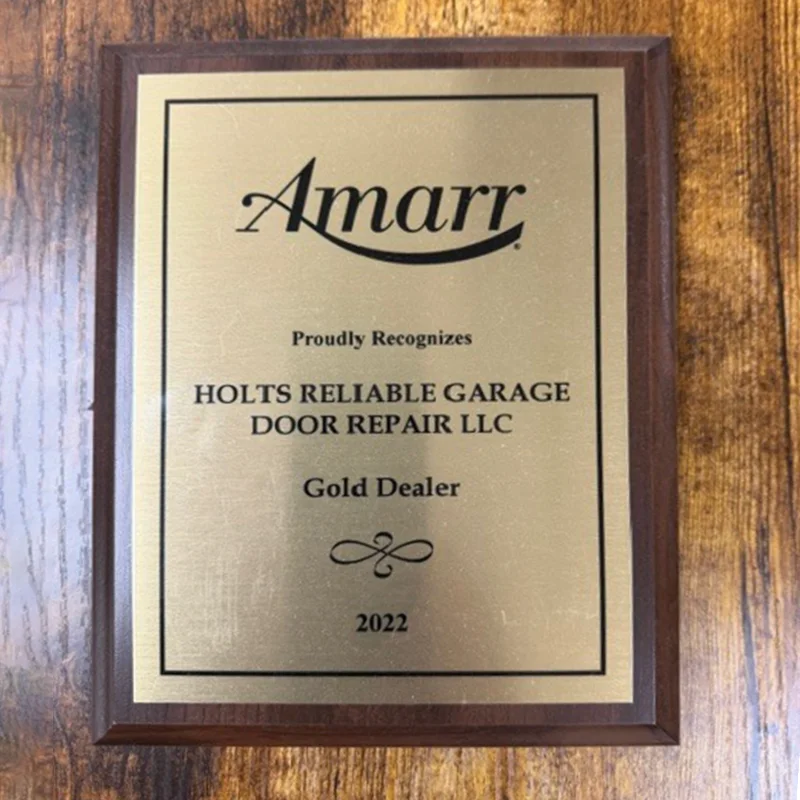 Amarr®
Proudly Recognizes
HOLTS RELIABLE GARAGE
DOOR REPAIR LLC
Gold Dealer
2022